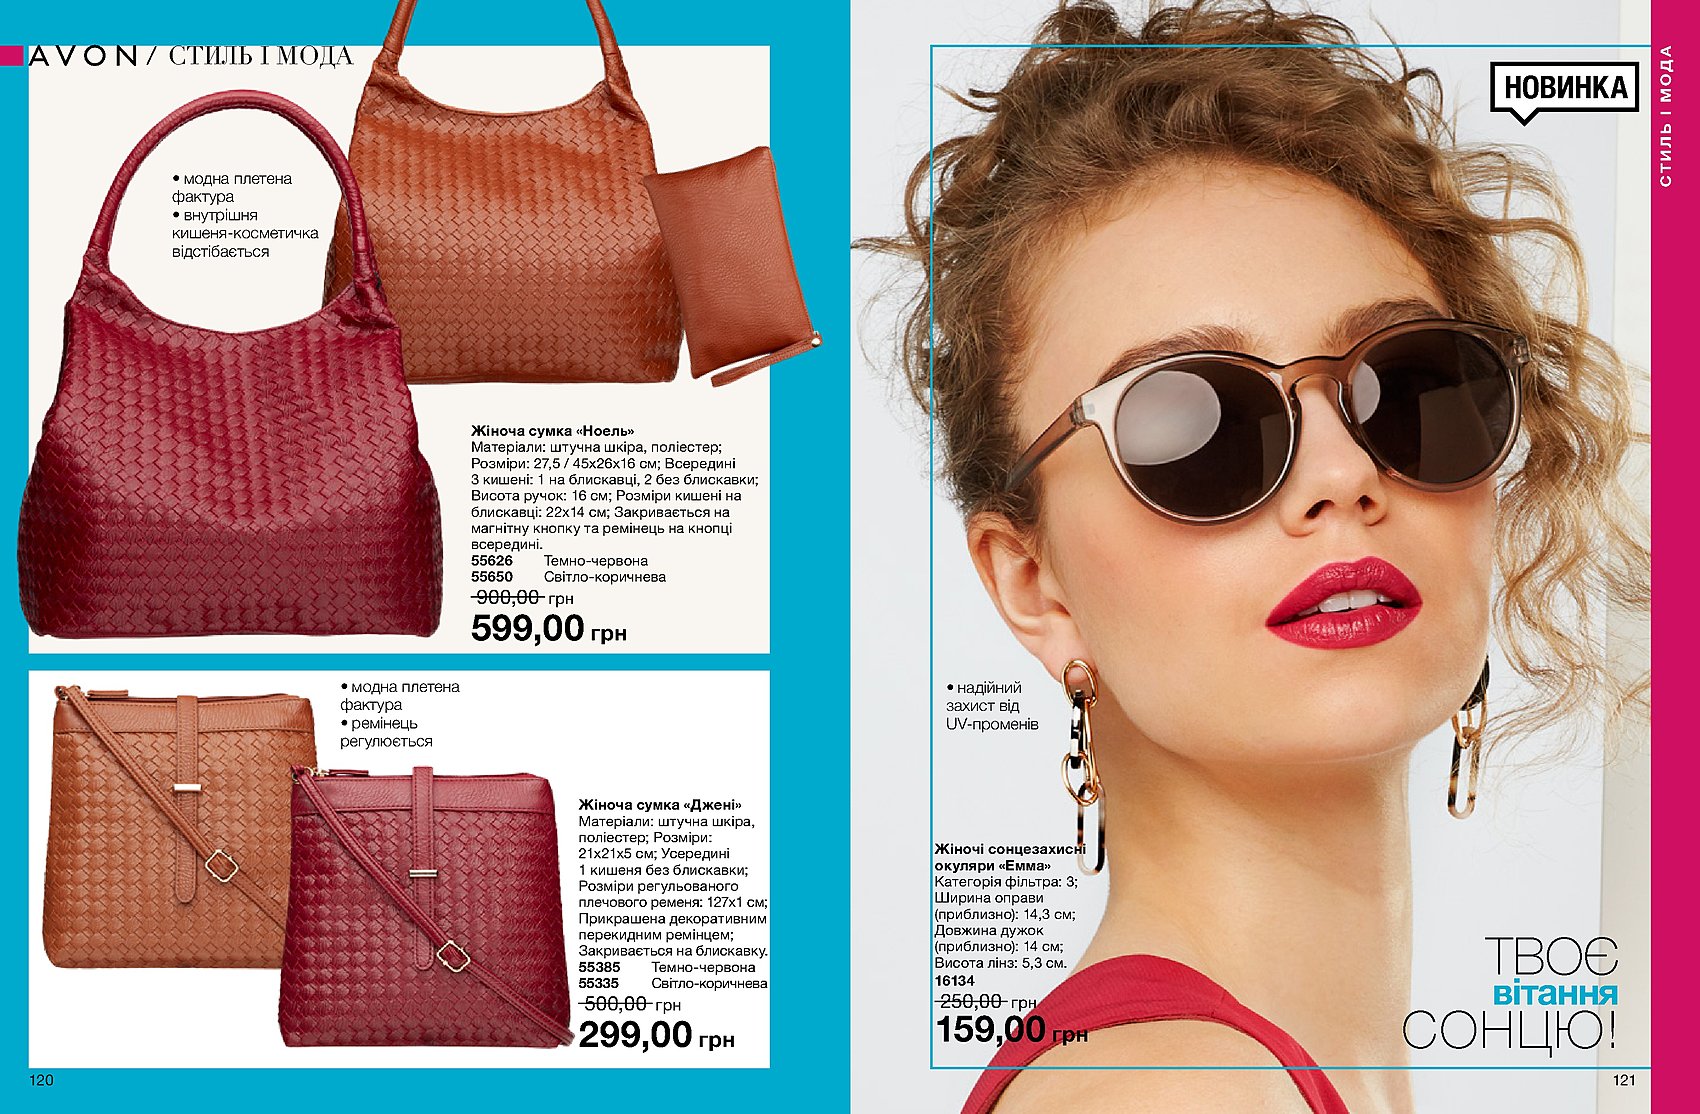 AVON / СТИЛЬ І МОДА
• модна плетена
фактура
• внутрішня
кишеня-косметичка
відстібається
Жіноча сумка «Ноель»
Матеріали: штучна шкіра, поліестер;
Розміри: 27,5 / 45х26х16 см; Всередині
3 кишені: 1 на блискавці, 2 без блискавки;
Висота ручок: 16 см; Розміри кишені на
блискавці: 22х14 см; Закривається на
магнітну кнопку та ремінець на кнопці
всередині.
55626 Темно-червона
55650 Світло-коричнева
900,00 грн
599,00 грн
• модна плетена
фактура
• ремінець
регулюється
Жіноча сумка «Джені»
Матеріали: штучна шкіра,
поліестер; Розміри:
21х21х5 см; Усередині
1 кишеня без блискавки;
Розміри регульованого
плечового ременя: 127х1 см;
Прикрашена декоративним
перекидним ремінцем;
Закривається на блискавку.
55385 Темно-червона
55335 Світло-коричнева
500,00 грн
299,00 грн
120
НОВИНКА
СТИЛЬ І МОДА
• надійний
захист від
UV-променів
Жіночі сонцезахисні
окуляри «Емма»
Категорія фільтра: 3;
Ширина оправи
(приблизно): 14,3 см;
Довжина дужок
(приблизно): 14 см;
Висота лінз: 5,3 см.
16134
250,00 грн
159,00 грн
ТВОЄ
вітання
СОНЦЮ!
121